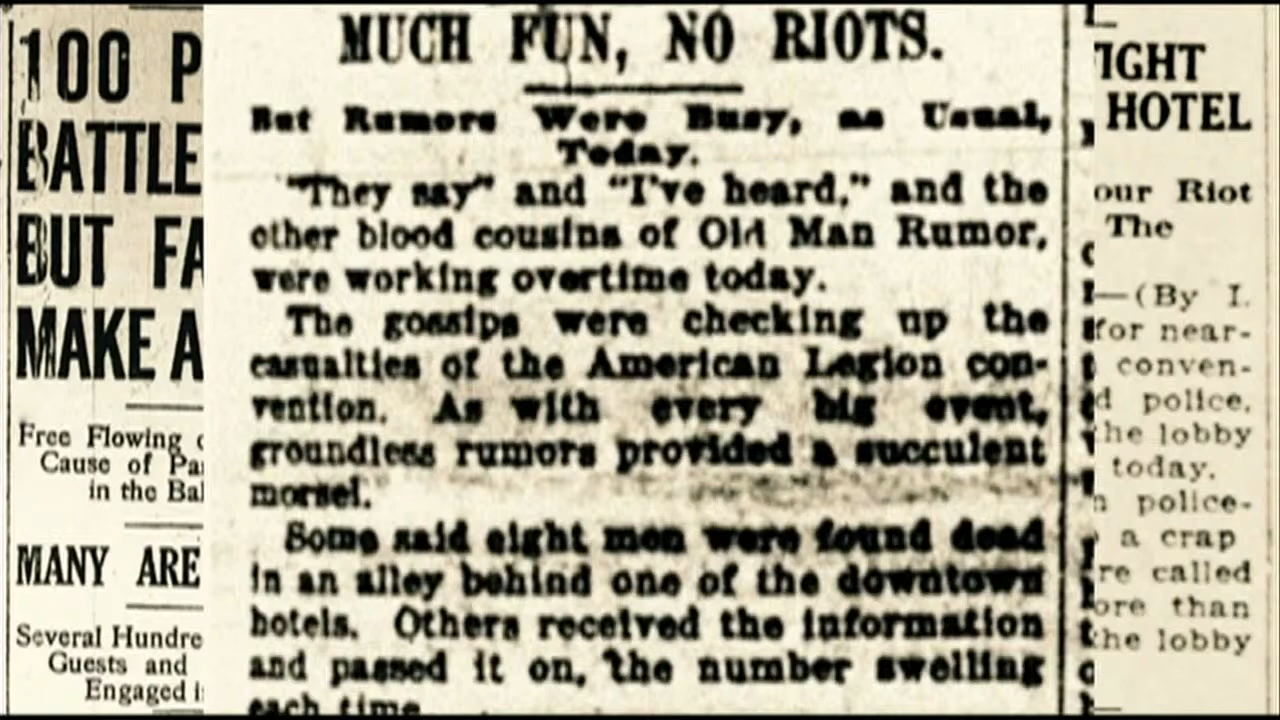 100 P
BATTLE
BUT FA
MAKE A
Free Flowing
Cause of Pa
in the Bal
MANY ARE
Several Hundre
Guests and
Engaged i
MUCH FUN, NO RIOTS.
But Rumors Were Busy, as Usual,
Today.
"They say" and "I've heard," and the
other blood cousins of Old Man Rumor,
were working overtime today.
The gossips were checking up the
casualties of the American Legion con-
vention. As with every big event,
groundless rumors provided a succulent
morsel.
Some said eight men were found dead
in an alley behind one of the downtown
hotels. Others received the information
and passed it on, the number swelling
each time
IGHT
HOTEL
our Riot
The
—(By I.
for near-
conven-
d police,
he lobby
today.
n police-
a crap
re called
ore than
the lobby